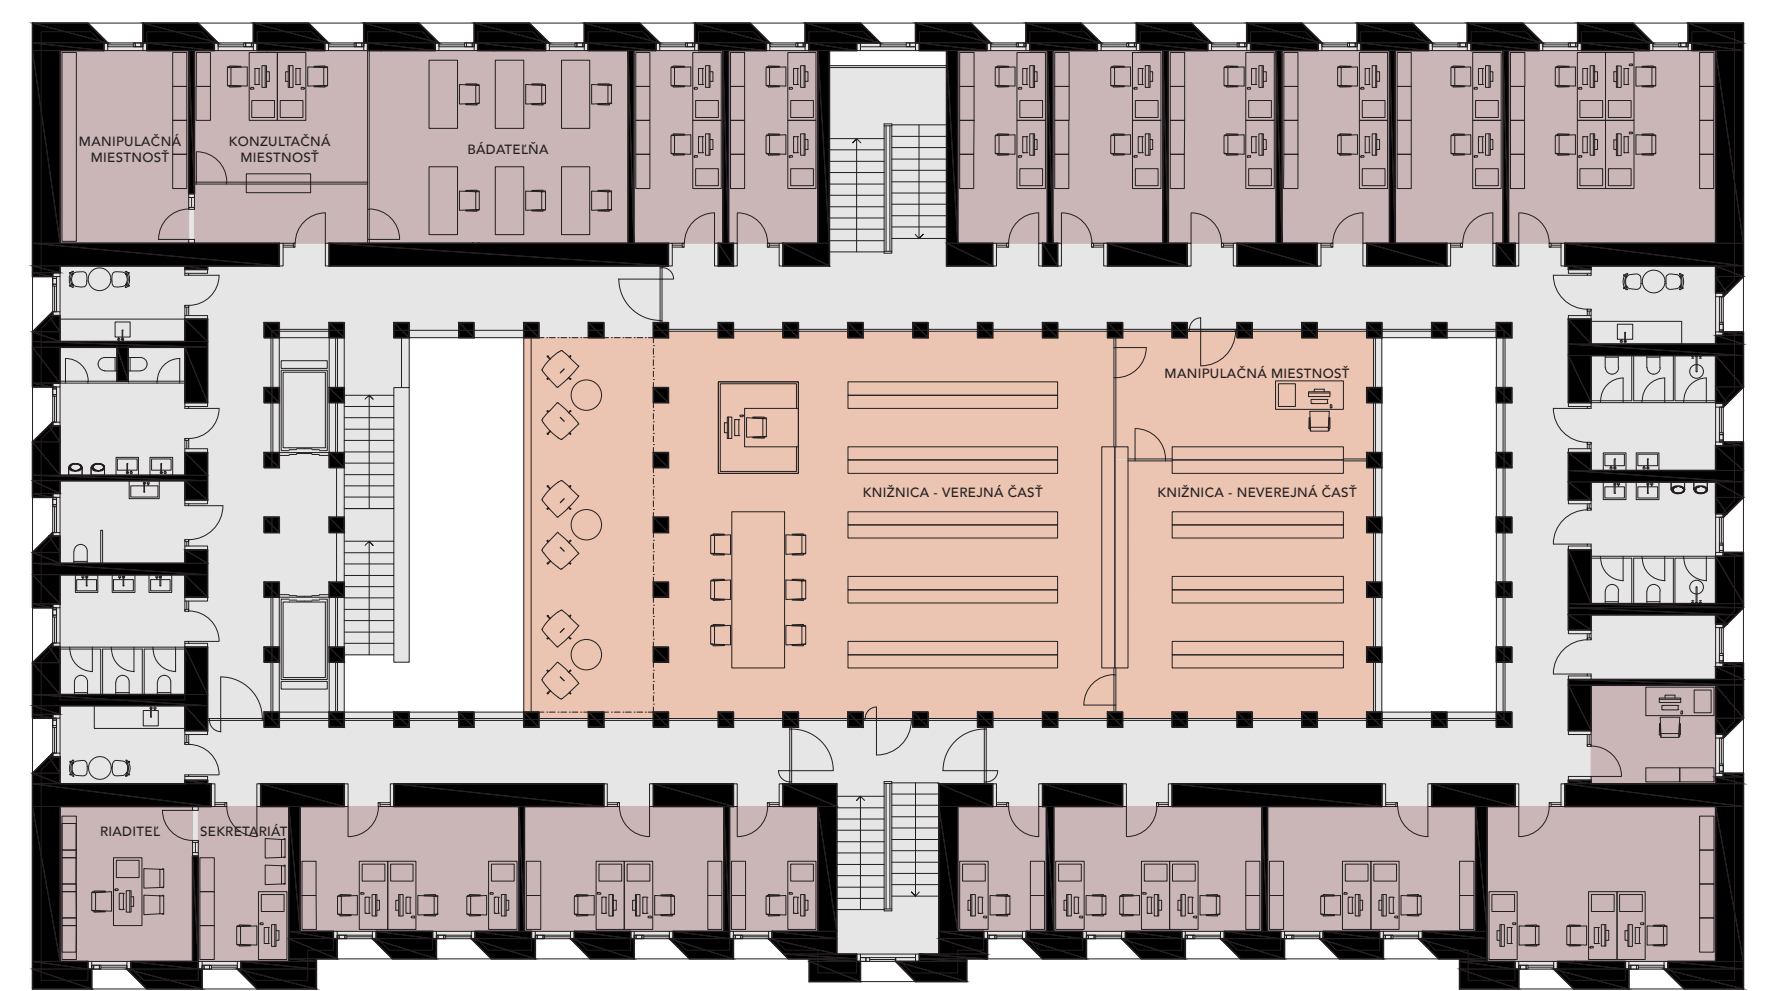 MANIPULAČNÁ
MIESTNOSŤ
KONZULTAČNÁ
MIESTNOSŤ
BÁDATEĽŇA
MANIPULAČNÁ MIESTNOSŤ
KNIŽNICA - VEREJNÁ ČASŤ
KNIŽNICA - NEVEREJNÁ ČASŤ
RIADITEĽ
SEKRETARIÁT